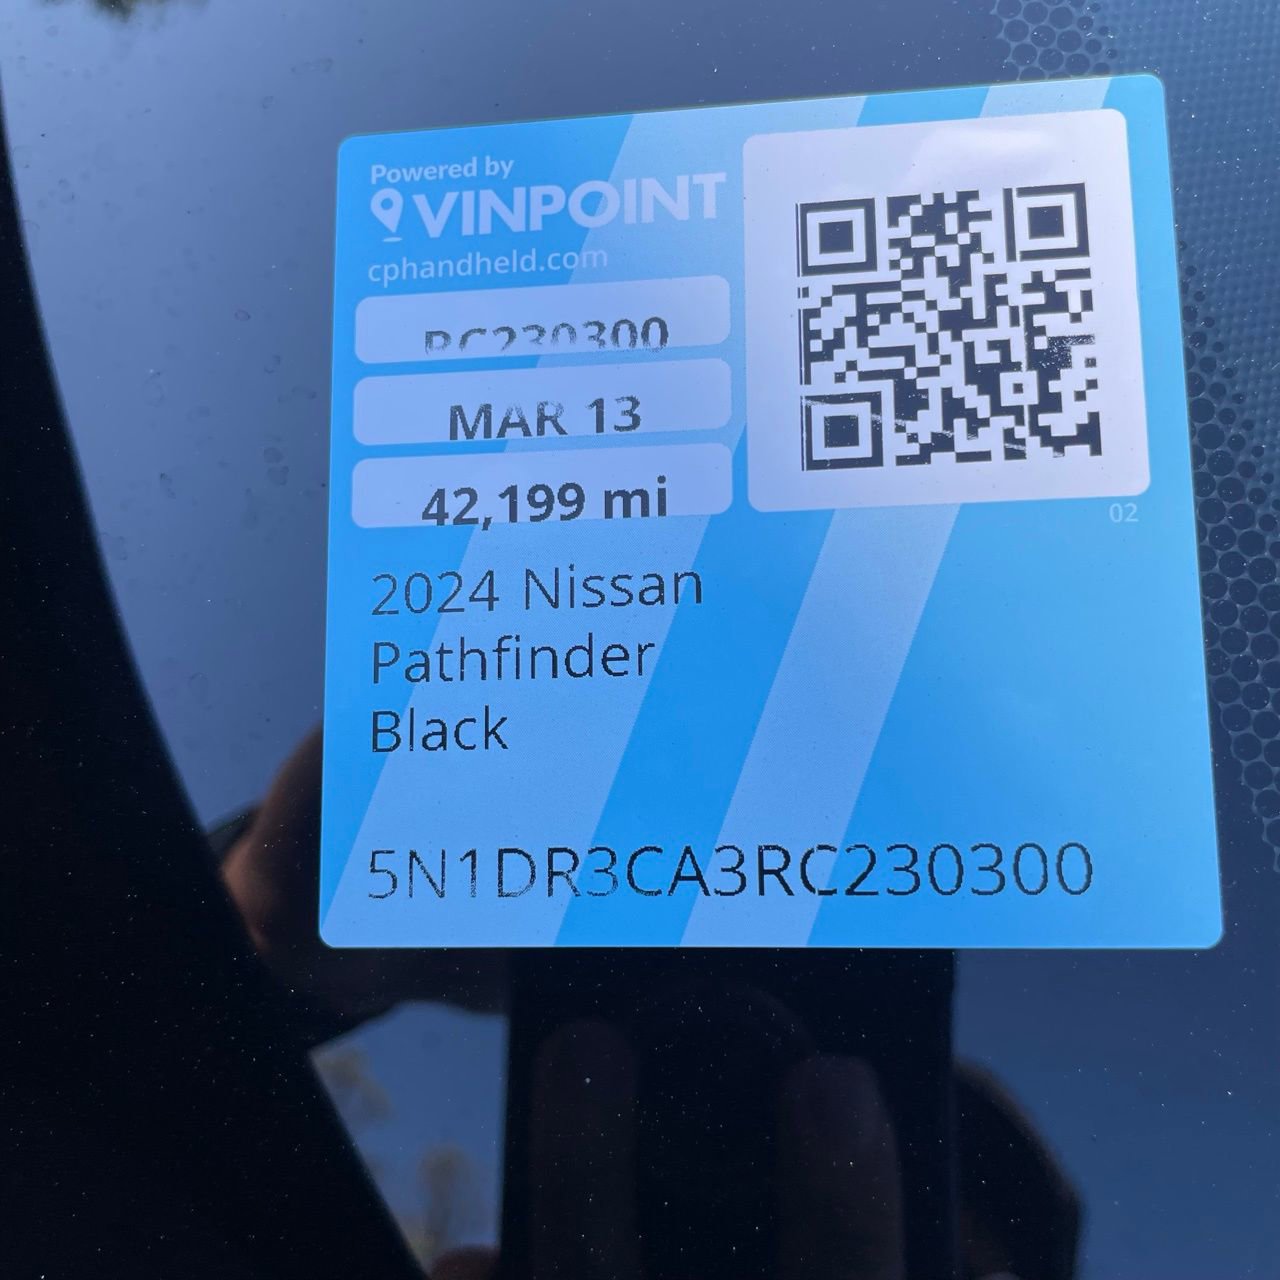 Powered by
VINPOINT
cphandheld.com
RC230300
MAR 13
42,199 mi
02
2024 Nissan
Pathfinder
Black
5N1DR3CA3RC230300